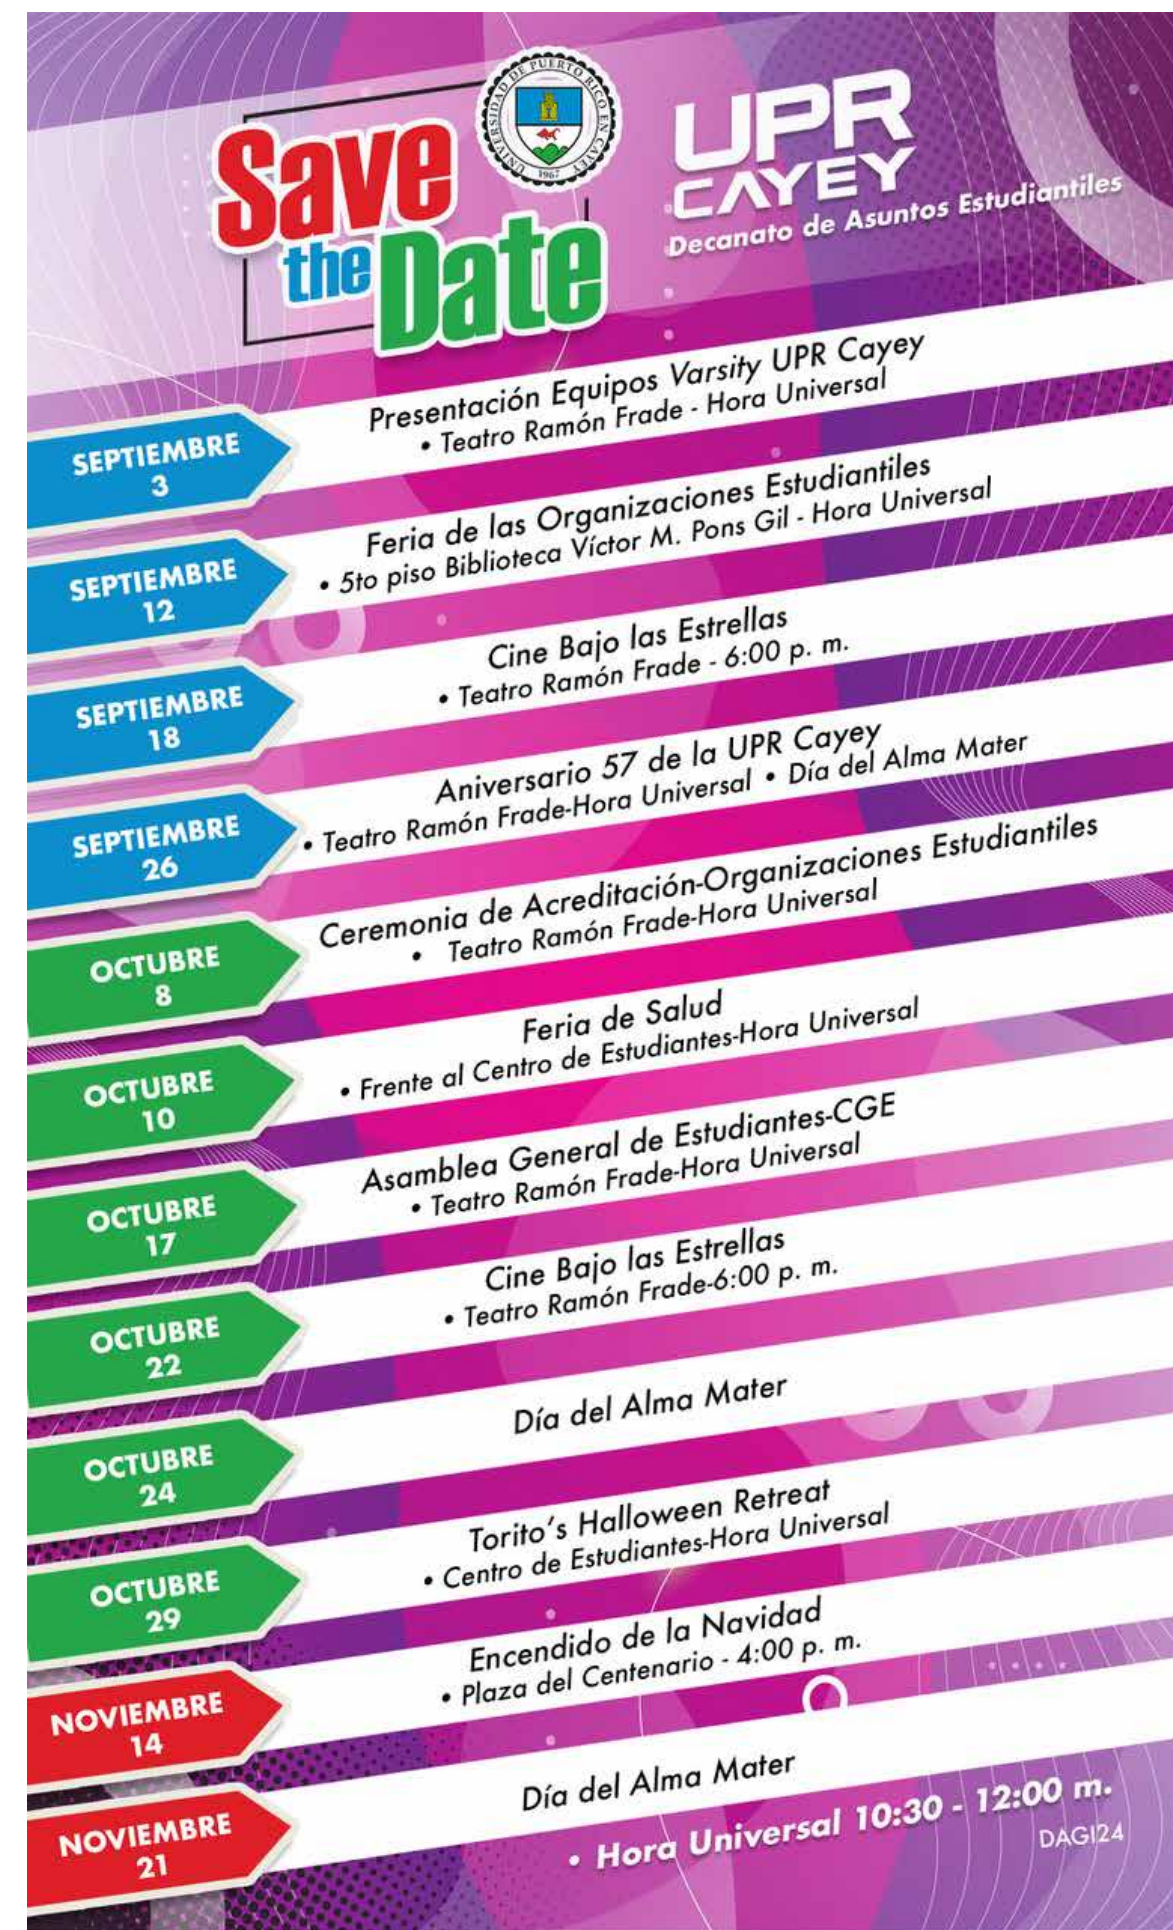 Save
the Date
UNIVERSIDAD DE PUERTO RICO EN CAYEY
1967
UPR
CAYEY
Decanato de Asuntos Estudiantiles
SEPTIEMBRE
3
Presentación Equipos Varsity UPR Cayey
• Teatro Ramón Frade - Hora Universal
SEPTIEMBRE
12
Feria de las Organizaciones Estudiantiles
• 5to piso Biblioteca Víctor M. Pons Gil - Hora Universal
SEPTIEMBRE
18
Cine Bajo las Estrellas
• Teatro Ramón Frade - 6:00 p. m.
SEPTIEMBRE
26
Aniversario 57 de la UPR Cayey
• Teatro Ramón Frade-Hora Universal • Día del Alma Mater
OCTUBRE
8
Ceremonia de Acreditación-Organizaciones Estudiantiles
• Teatro Ramón Frade-Hora Universal
OCTUBRE
10
Feria de Salud
• Frente al Centro de Estudiantes-Hora Universal
OCTUBRE
17
Asamblea General de Estudiantes-CGE
• Teatro Ramón Frade-Hora Universal
OCTUBRE
22
Cine Bajo las Estrellas
• Teatro Ramón Frade-6:00 p. m.
OCTUBRE
24
Día del Alma Mater
OCTUBRE
29
Torito's Halloween Retreat
• Centro de Estudiantes-Hora Universal
NOVIEMBRE
14
Encendido de la Navidad
• Plaza del Centenario - 4:00 p. m.
NOVIEMBRE
21
Día del Alma Mater
• Hora Universal 10:30 - 12:00 m.
DAGI24